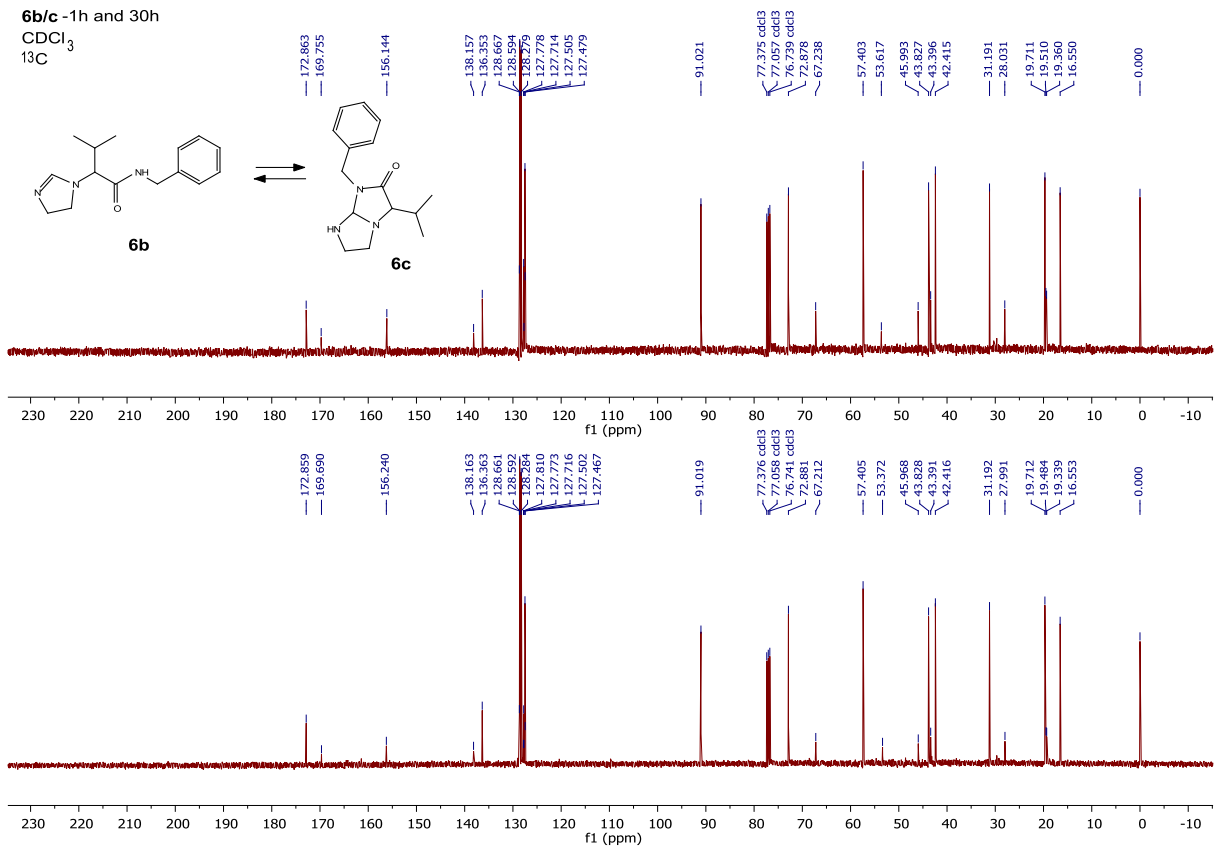 6b/c -1h and 30h
CDCl3
13C
172.863
169.755
156.144
138.157
136.353
128.667
128.594
128.279
127.778
127.714
127.505
127.479
91.021
77.375 cdcl3
77.057 cdcl3
76.739 cdcl3
72.878
67.238
57.403
53.617
45.993
43.827
43.396
42.415
31.191
28.031
19.711
19.510
19.360
16.550
0.000
N
N
O
NH
6b
N
O
HN
N
6c
230 220 210 200 190 180 170 160 150 140 130 120 110 100 90 80 70 60 50 40 30 20 10 0 -10
f1 (ppm)
172.859
169.690
156.240
138.163
136.363
128.661
128.592
128.284
127.810
127.773
127.716
127.502
127.467
91.019
77.376 cdcl3
77.058 cdcl3
76.741 cdcl3
72.881
67.212
57.405
53.372
45.968
43.828
43.391
42.416
31.192
27.991
19.712
19.484
19.339
16.553
0.000
230 220 210 200 190 180 170 160 150 140 130 120 110 100 90 80 70 60 50 40 30 20 10 0 -10
f1 (ppm)